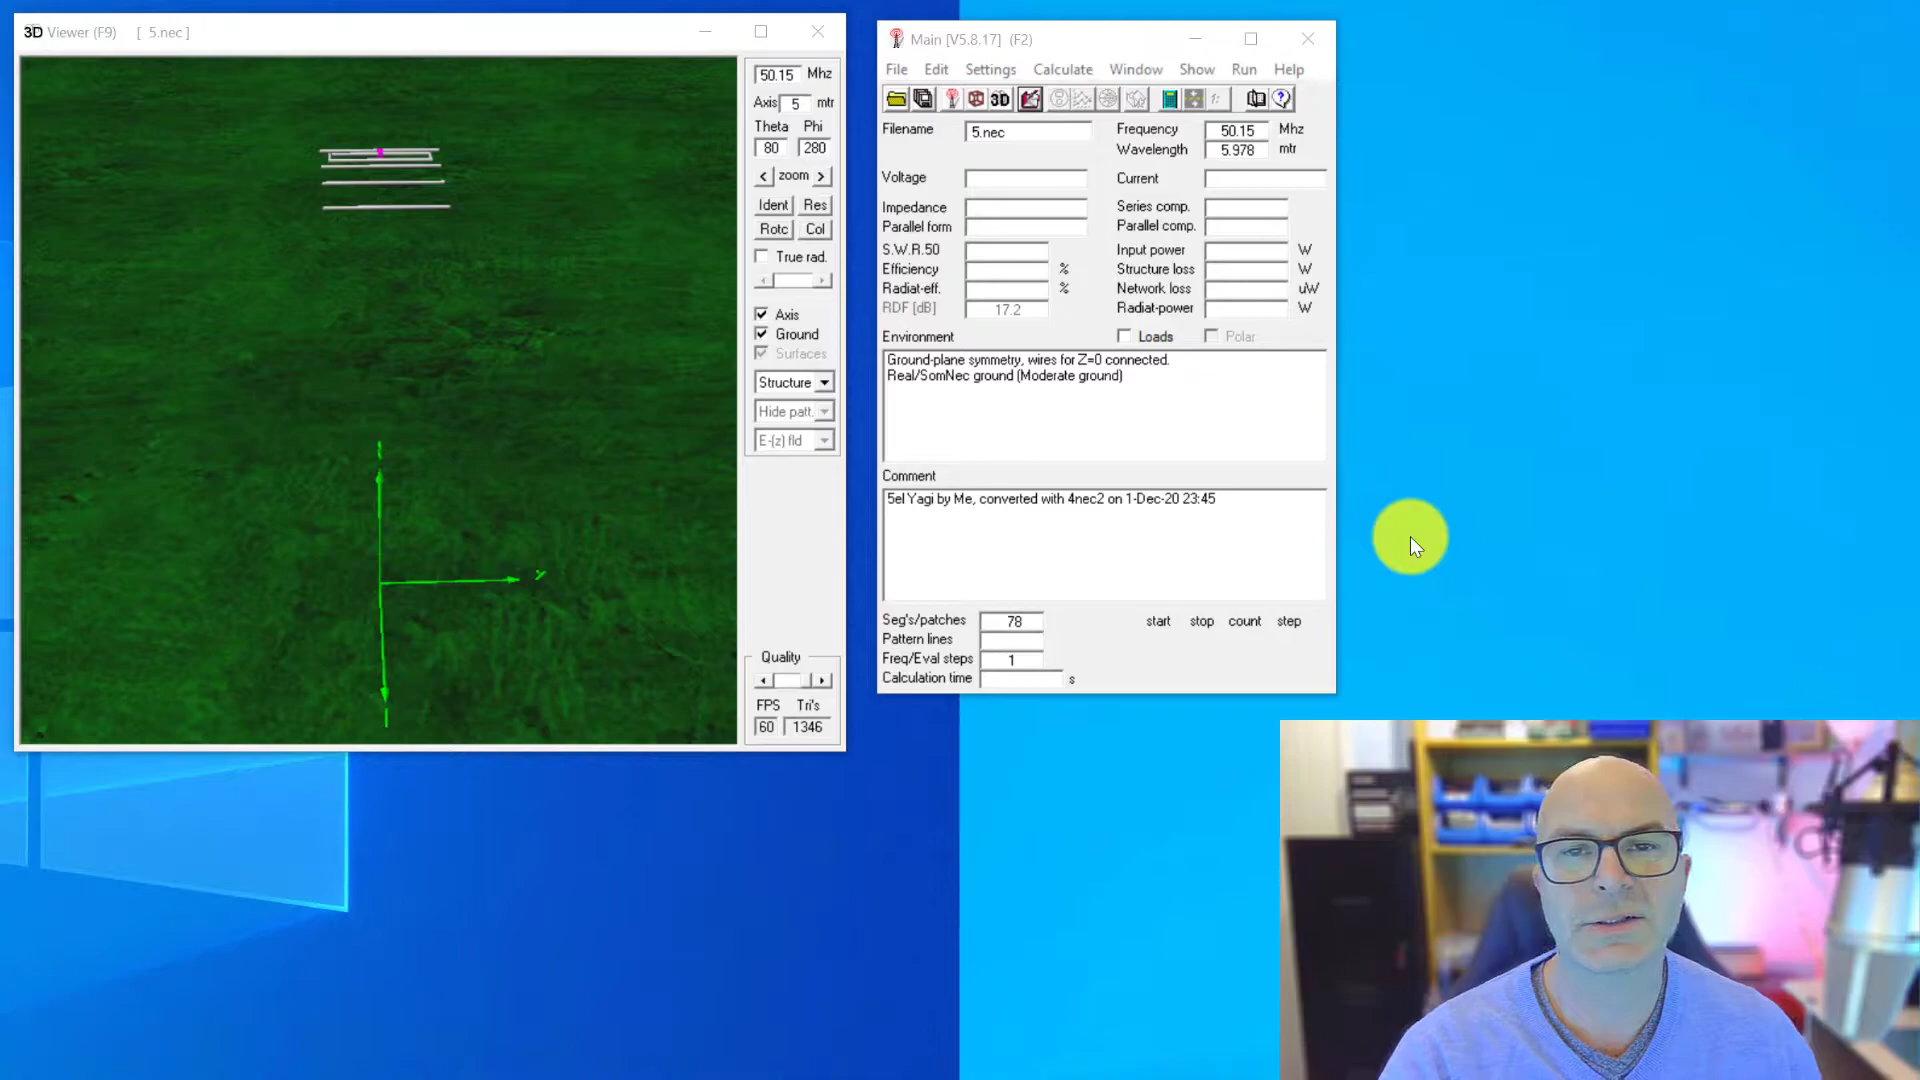 3D Viewer (F9) [ 5.nec ]
50.15 Mhz
Axis 5 mtr
Theta Phi
80 280
< zoom >
Ident Res
Rotc Col
True rad.
Axis
Ground
Surfaces
Structure
Hide patt.
E-(z) fld
Quality
FPS Tri's
60 1346
Y
Main [V5.8.17] (F2)
File Edit Settings Calculate Window Show Run Help
3D
Filename 5.nec Frequency 50.15 Mhz
Wavelength 5.978 mtr
Voltage Current
Impedance Series comp.
Parallel form Parallel comp.
S.W.R.50 Input power W
Efficiency % Structure loss W
Radiat-eff. % Network loss uW
RDF [dB] 17.2 Radiat-power W
Environment Loads Polar
Ground-plane symmetry, wires for Z=0 connected.
Real/SomNec ground (Moderate ground)
Comment
5el Yagi by Me, converted with 4nec2 on 1-Dec-20 23:45
Seg's/patches 78 start stop count step
Pattern lines
Freq/Eval steps 1
Calculation time s